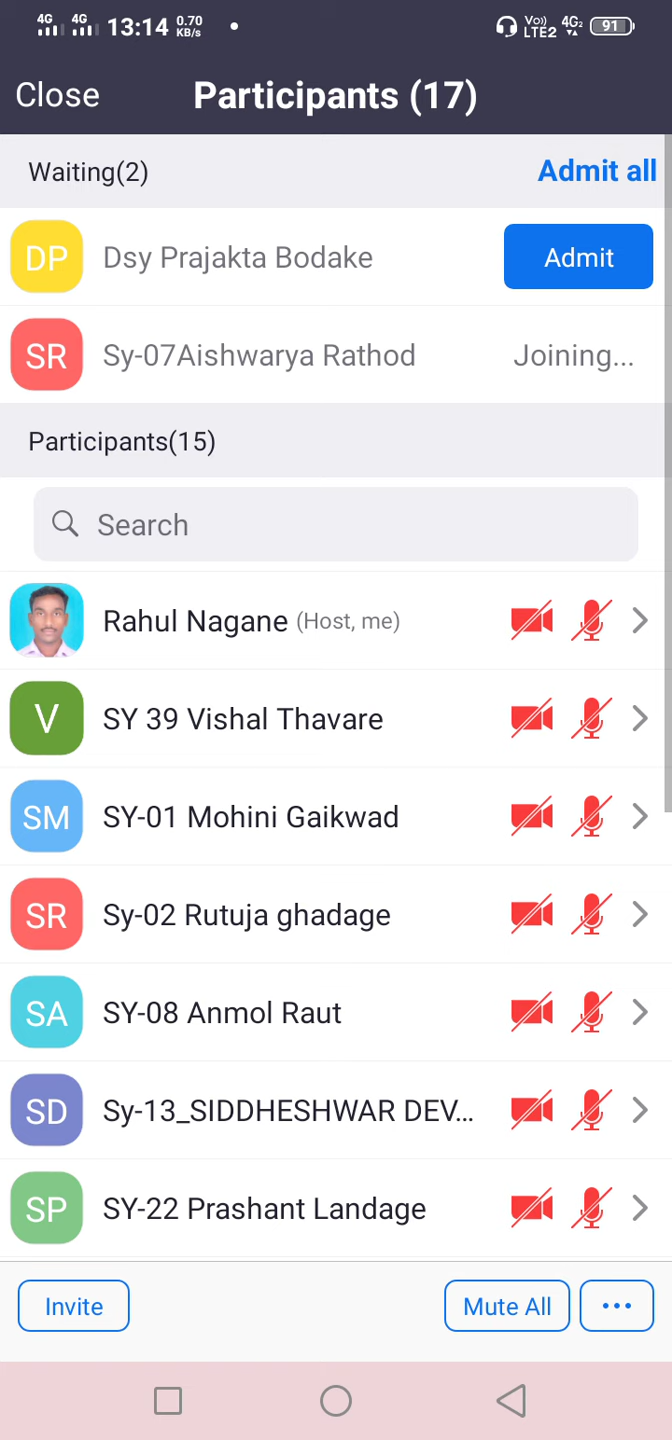 4G 4G 13:14 0.70 KB/s Vo)) LTE2 4G2 91
Close Participants (17)
Waiting(2) Admit all
DP Dsy Prajakta Bodake Admit
SR Sy-07Aishwarya Rathod Joining...
Participants(15)
Search
Rahul Nagane (Host, me)
V SY 39 Vishal Thavare
SM SY-01 Mohini Gaikwad
SR Sy-02 Rutuja ghadage
SA SY-08 Anmol Raut
SD Sy-13_SIDDHESHWAR DEV...
SP SY-22 Prashant Landage
Invite Mute All ...